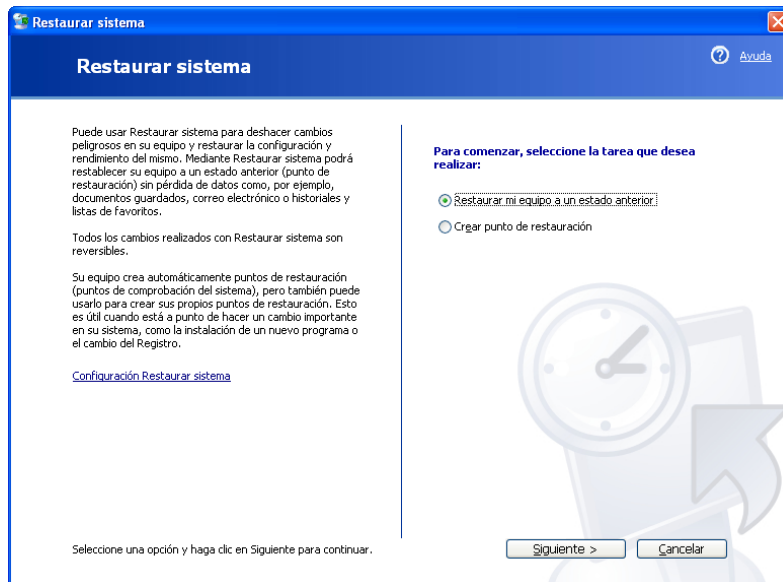 Restaurar sistema
Restaurar sistema
Ayuda
Puede usar Restaurar sistema para deshacer cambios
peligrosos en su equipo y restaurar la configuración y
rendimiento del mismo. Mediante Restaurar sistema podrá
restablecer su equipo a un estado anterior (punto de
restauración) sin pérdida de datos como, por ejemplo,
documentos guardados, correo electrónico o historiales y
listas de favoritos.
Todos los cambios realizados con Restaurar sistema son
reversibles.
Su equipo crea automáticamente puntos de restauración
(puntos de comprobación del sistema), pero también puede
usarlo para crear sus propios puntos de restauración. Esto
es útil cuando está a punto de hacer un cambio importante
en su sistema, como la instalación de un nuevo programa o
el cambio del Registro.
Configuración Restaurar sistema
Para comenzar, seleccione la tarea que desea
realizar:
Restaurar mi equipo a un estado anterior
Crear punto de restauración
Seleccione una opción y haga clic en Siguiente para continuar.
Siguiente >
Cancelar